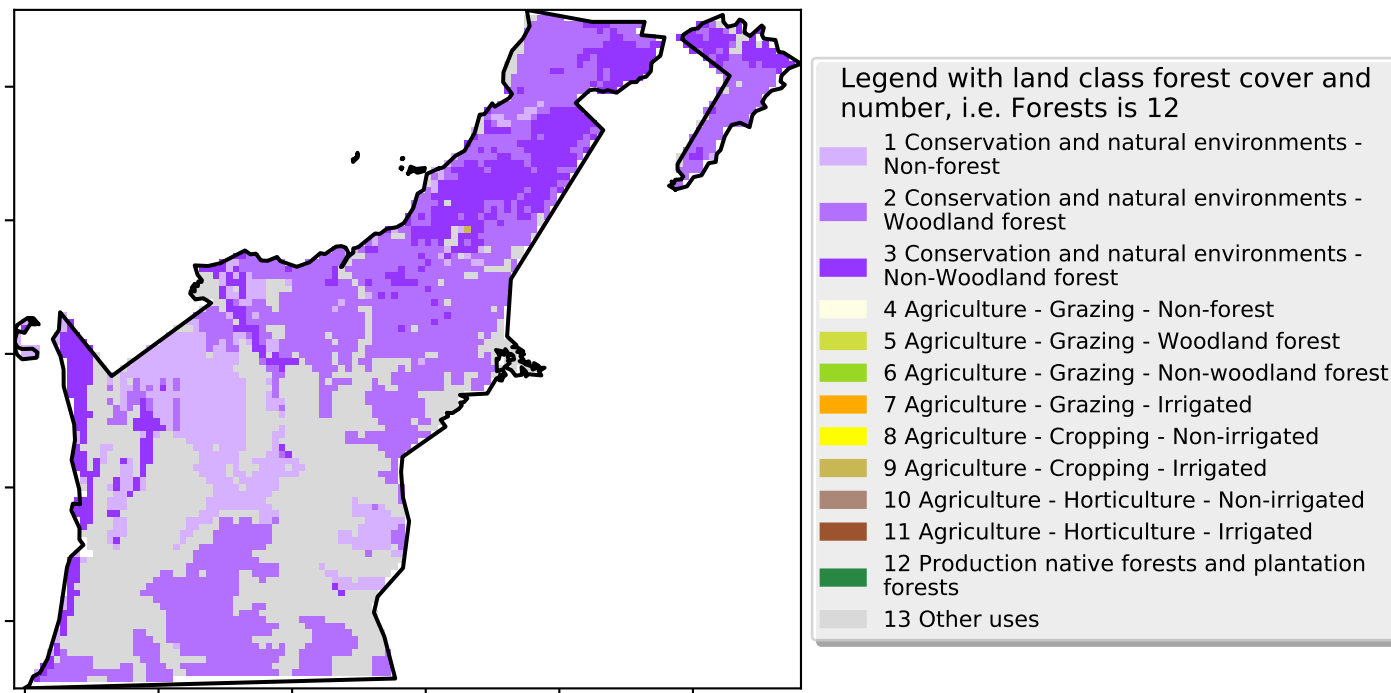 Legend with land class forest cover and
number, i.e. Forests is 12
1 Conservation and natural environments -
Non-forest
2 Conservation and natural environments -
Woodland forest
3 Conservation and natural environments -
Non-Woodland forest
4 Agriculture - Grazing - Non-forest
5 Agriculture - Grazing - Woodland forest
6 Agriculture - Grazing - Non-woodland forest
7 Agriculture - Grazing - Irrigated
8 Agriculture - Cropping - Non-irrigated
9 Agriculture - Cropping - Irrigated
10 Agriculture - Horticulture - Non-irrigated
11 Agriculture - Horticulture - Irrigated
12 Production native forests and plantation
forests
13 Other uses